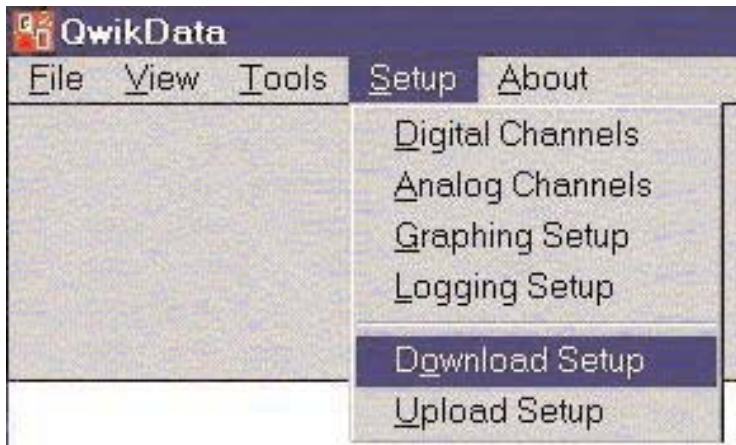 QwikData
File View Tools Setup About
Digital Channels
Analog Channels
Graphing Setup
Logging Setup
Download Setup
Upload Setup